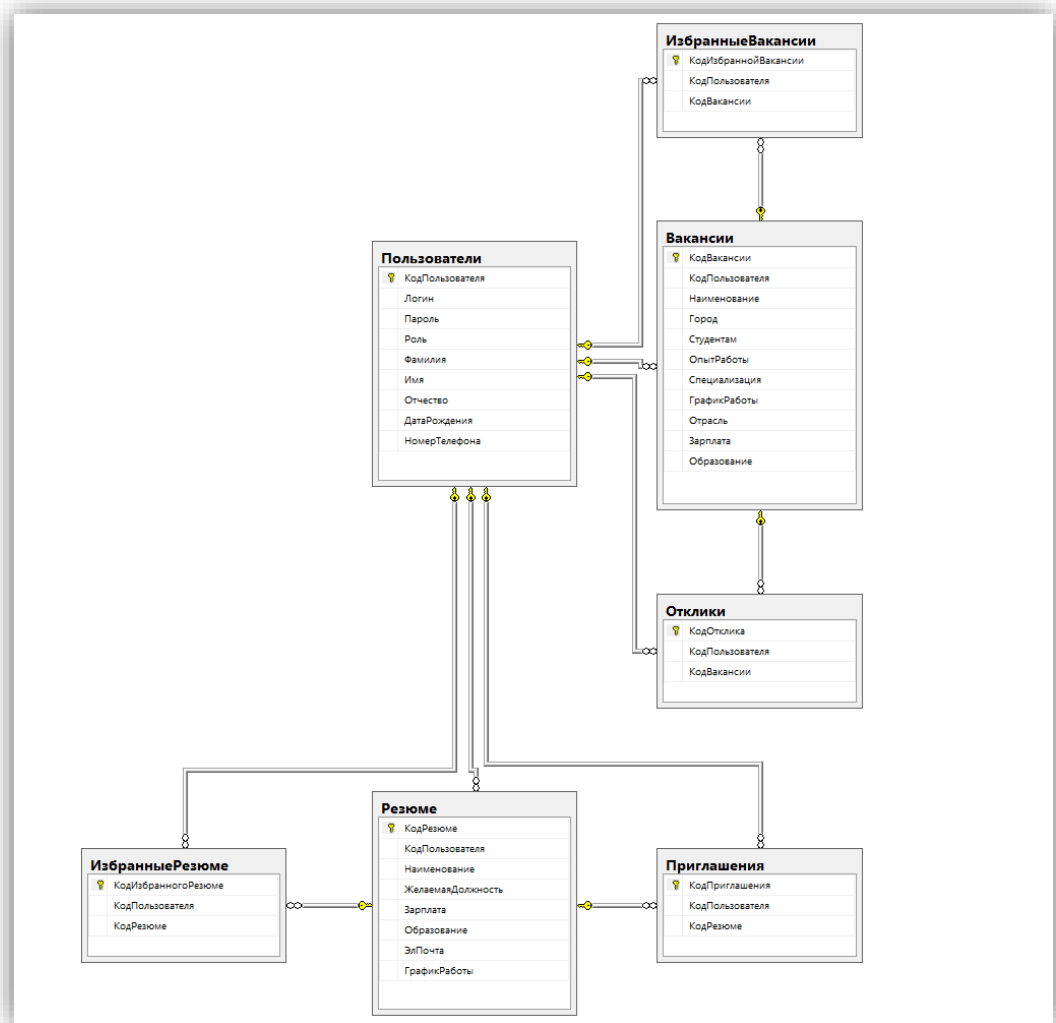 ИзбранныеВакансии
КодИзбраннойВакансии
КодПользователя
КодВакансии
Вакансии
КодВакансии
КодПользователя
Наименование
Город
Студентам
ОпытРаботы
Специализация
ГрафикРаботы
Отрасль
Зарплата
Образование
Пользователи
КодПользователя
Логин
Пароль
Роль
Фамилия
Имя
Отчество
ДатаРождения
НомерТелефона
Отклики
КодОтклика
КодПользователя
КодВакансии
Резюме
КодРезюме
КодПользователя
Наименование
ЖелаемаяДолжность
Зарплата
Образование
ЭлПочта
ГрафикРаботы
ИзбранныеРезюме
КодИзбранногоРезюме
КодПользователя
КодРезюме
Приглашения
КодПриглашения
КодПользователя
КодРезюме